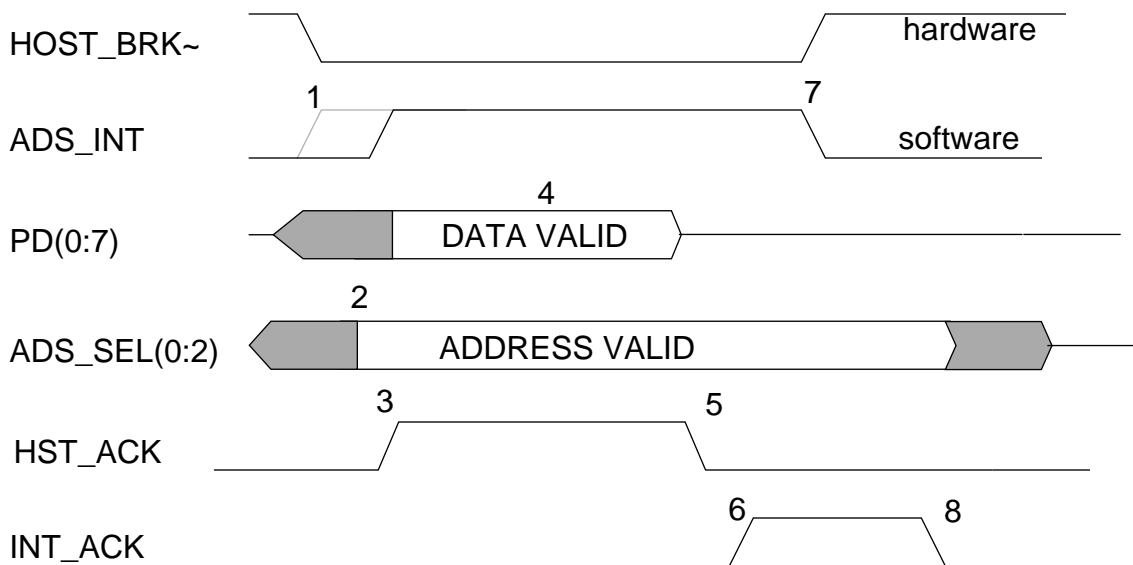 HOST_BRK~
hardware
1
7
ADS_INT
software
4
PD(0:7)
DATA VALID
2
ADS_SEL(0:2)
ADDRESS VALID
3
5
HST_ACK
6
8
INT_ACK